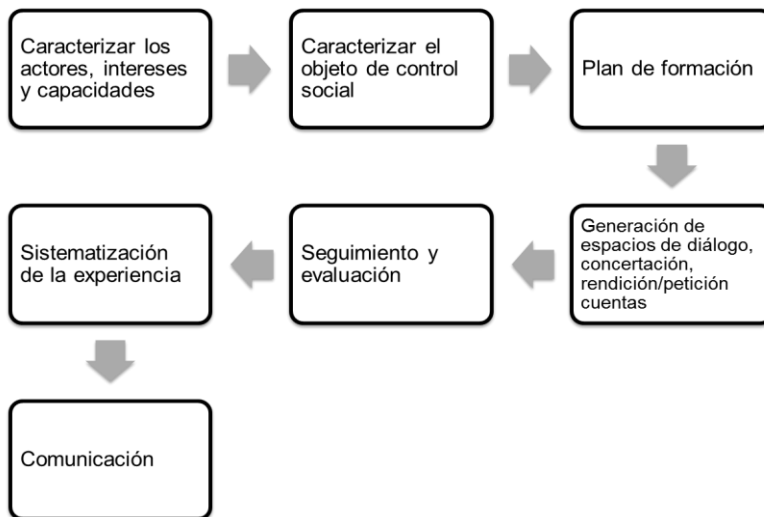 Caracterizar los
actores, intereses
y capacidades
Caracterizar el
objeto de control
social
Plan de formación
Generación de
espacios de diálogo,
concertación,
rendición/petición
cuentas
Seguimiento y
evaluación
Sistematización
de la experiencia
Comunicación